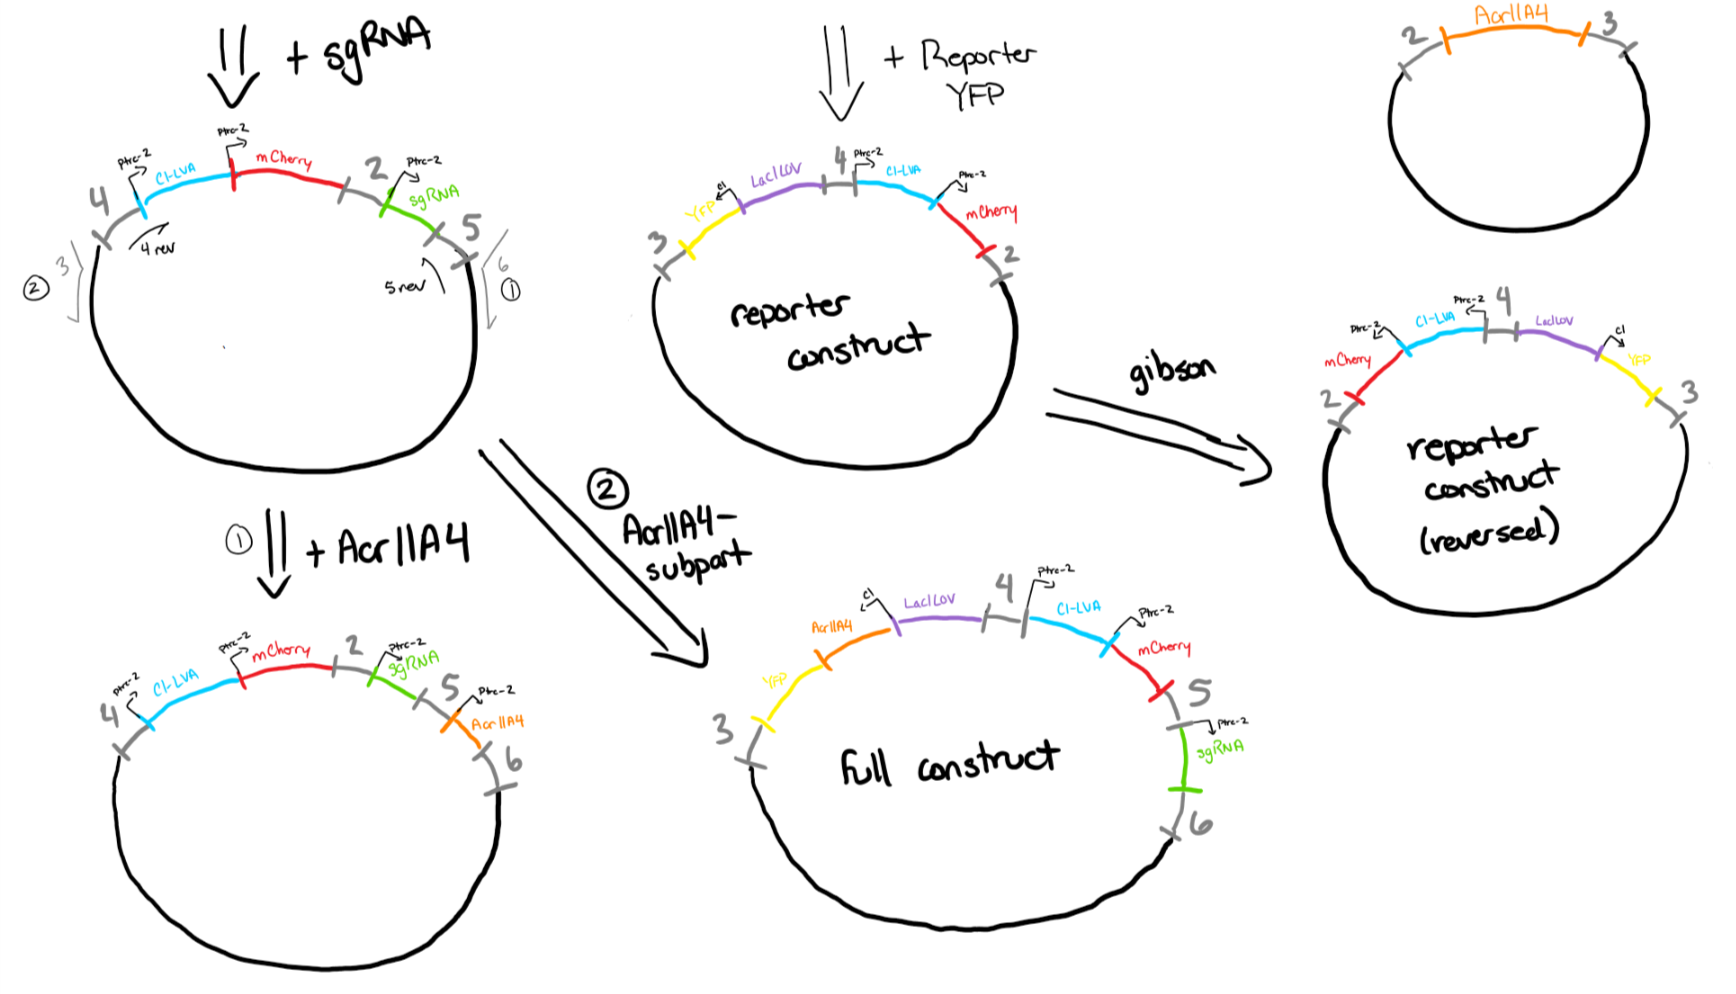 + sgRNA
Ptrc-2
Ptrc-2
CI-LVA
mCherry
2
Ptrc-2
sgRNA
4
5
4 rev
5 rev
3
2
6
1
+ Reporter
YFP
4
Ptrc-2
CI-LVA
Ptrc-2
mCherry
LacILOV
cI
YFP
3
2
reporter
construct
AcrIIA4
2
3
gibson
Ptrc-2
4
LacILOV
cI
YFP
3
CI-LVA
Ptrc-2
mCherry
2
reporter
construct
(reversed)
1
+ AcrIIA4
2
AcrIIA4-
subpart
Ptrc-2
mCherry
2
Ptrc-2
sgRNA
Ptrc-2
CI-LVA
4
5
Ptrc-2
AcrIIA4
6
cI
LacILOV
4
Ptrc-2
CI-LVA
Ptrc-2
mCherry
AcrIIA4
YFP
3
5
Ptrc-2
sgRNA
6
full construct